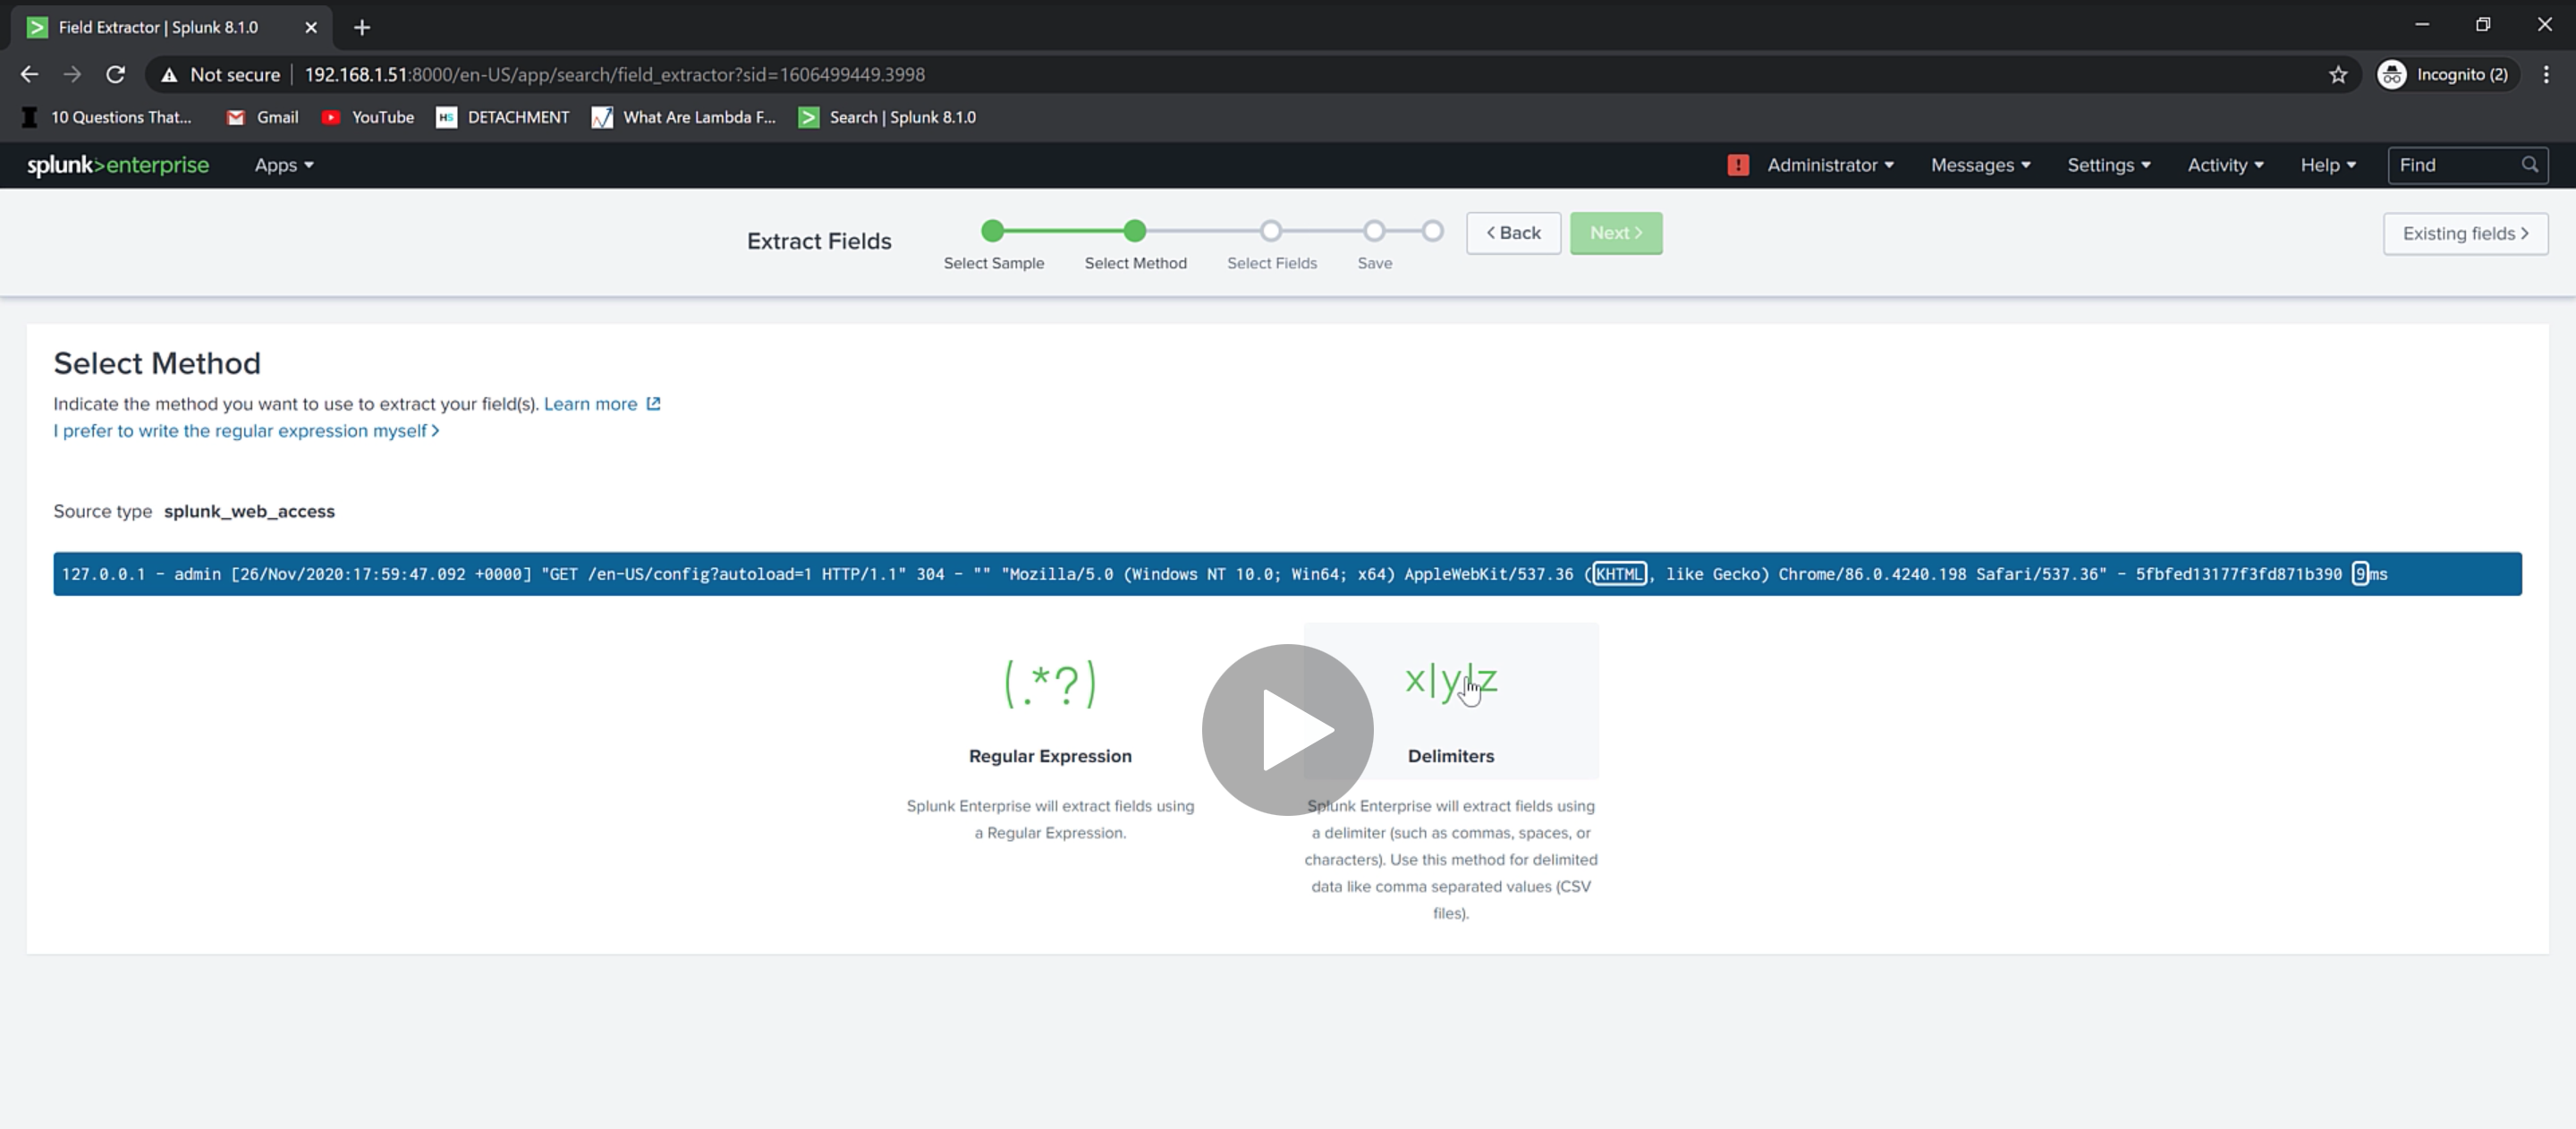 Field Extractor | Splunk 8.1.0
Not secure 192.168.1.51:8000/en-US/app/search/field_extractor?sid=1606499449.3998 Incognito (2)
10 Questions That... Gmail YouTube HS DETACHMENT What Are Lambda F... Search | Splunk 8.1.0
splunk>enterprise Apps ! Administrator Messages Settings Activity Help Find
Extract Fields < Back Next > Existing fields >
Select Sample Select Method Select Fields Save
Select Method
Indicate the method you want to use to extract your field(s). Learn more
I prefer to write the regular expression myself >
Source type splunk_web_access
127.0.0.1 - admin [26/Nov/2020:17:59:47.092 +0000] "GET /en-US/config?autoload=1 HTTP/1.1" 304 - "" "Mozilla/5.0 (Windows NT 10.0; Win64; x64) AppleWebKit/537.36 (KHTML, like Gecko) Chrome/86.0.4240.198 Safari/537.36" - 5fbfed13177f3fd871b390 9ms
(.*?) x|y|z
Regular Expression Delimiters
Splunk Enterprise will extract fields using
a Regular Expression.
Splunk Enterprise will extract fields using
a delimiter (such as commas, spaces, or
characters). Use this method for delimited
data like comma separated values (CSV
files).